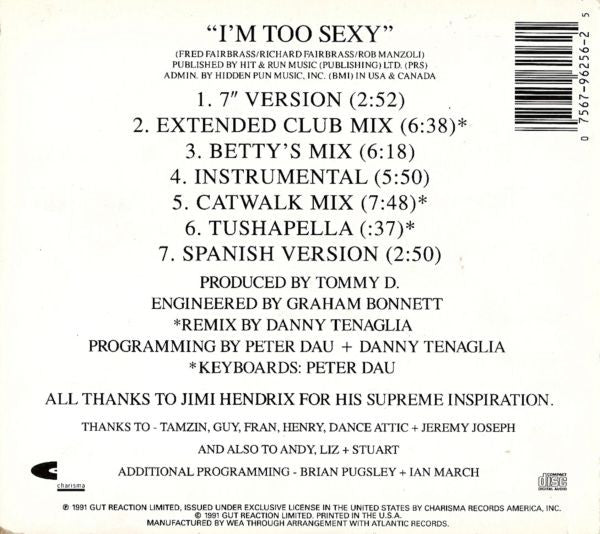 "I'M TOO SEXY"
(FRED FAIRBRASS/RICHARD FAIRBRASS/ROB MANZOLI)
PUBLISHED BY HIT & RUN MUSIC (PUBLISHING) LTD. (PRS)
ADMIN. BY HIDDEN PUN MUSIC, INC. (BMI) IN USA & CANADA
1. 7" VERSION (2:52)
2. EXTENDED CLUB MIX (6:38)*
3. BETTY'S MIX (6:18)
4. INSTRUMENTAL (5:50)
5. CATWALK MIX (7:48)*
6. TUSHAPELLA (:37)*
7. SPANISH VERSION (2:50)
PRODUCED BY TOMMY D.
ENGINEERED BY GRAHAM BONNETT
*REMIX BY DANNY TENAGLIA
PROGRAMMING BY PETER DAU + DANNY TENAGLIA
*KEYBOARDS: PETER DAU
ALL THANKS TO JIMI HENDRIX FOR HIS SUPREME INSPIRATION.
THANKS TO - TAMZIN, GUY, FRAN, HENRY, DANCE ATTIC + JEREMY JOSEPH
AND ALSO TO ANDY, LIZ + STUART
ADDITIONAL PROGRAMMING - BRIAN PUGSLEY + IAN MARCH
charisma
COMPACT
disc
DIGITAL AUDIO
℗ 1991 GUT REACTION LIMITED, ISSUED UNDER EXCLUSIVE LICENSE IN THE UNITED STATES BY CHARISMA RECORDS AMERICA, INC.
© 1991 GUT REACTION LIMITED. PRINTED IN THE U.S.A.
MANUFACTURED BY WEA THROUGH ARRANGEMENT WITH ATLANTIC RECORDS.
0 7567-96256-2 5